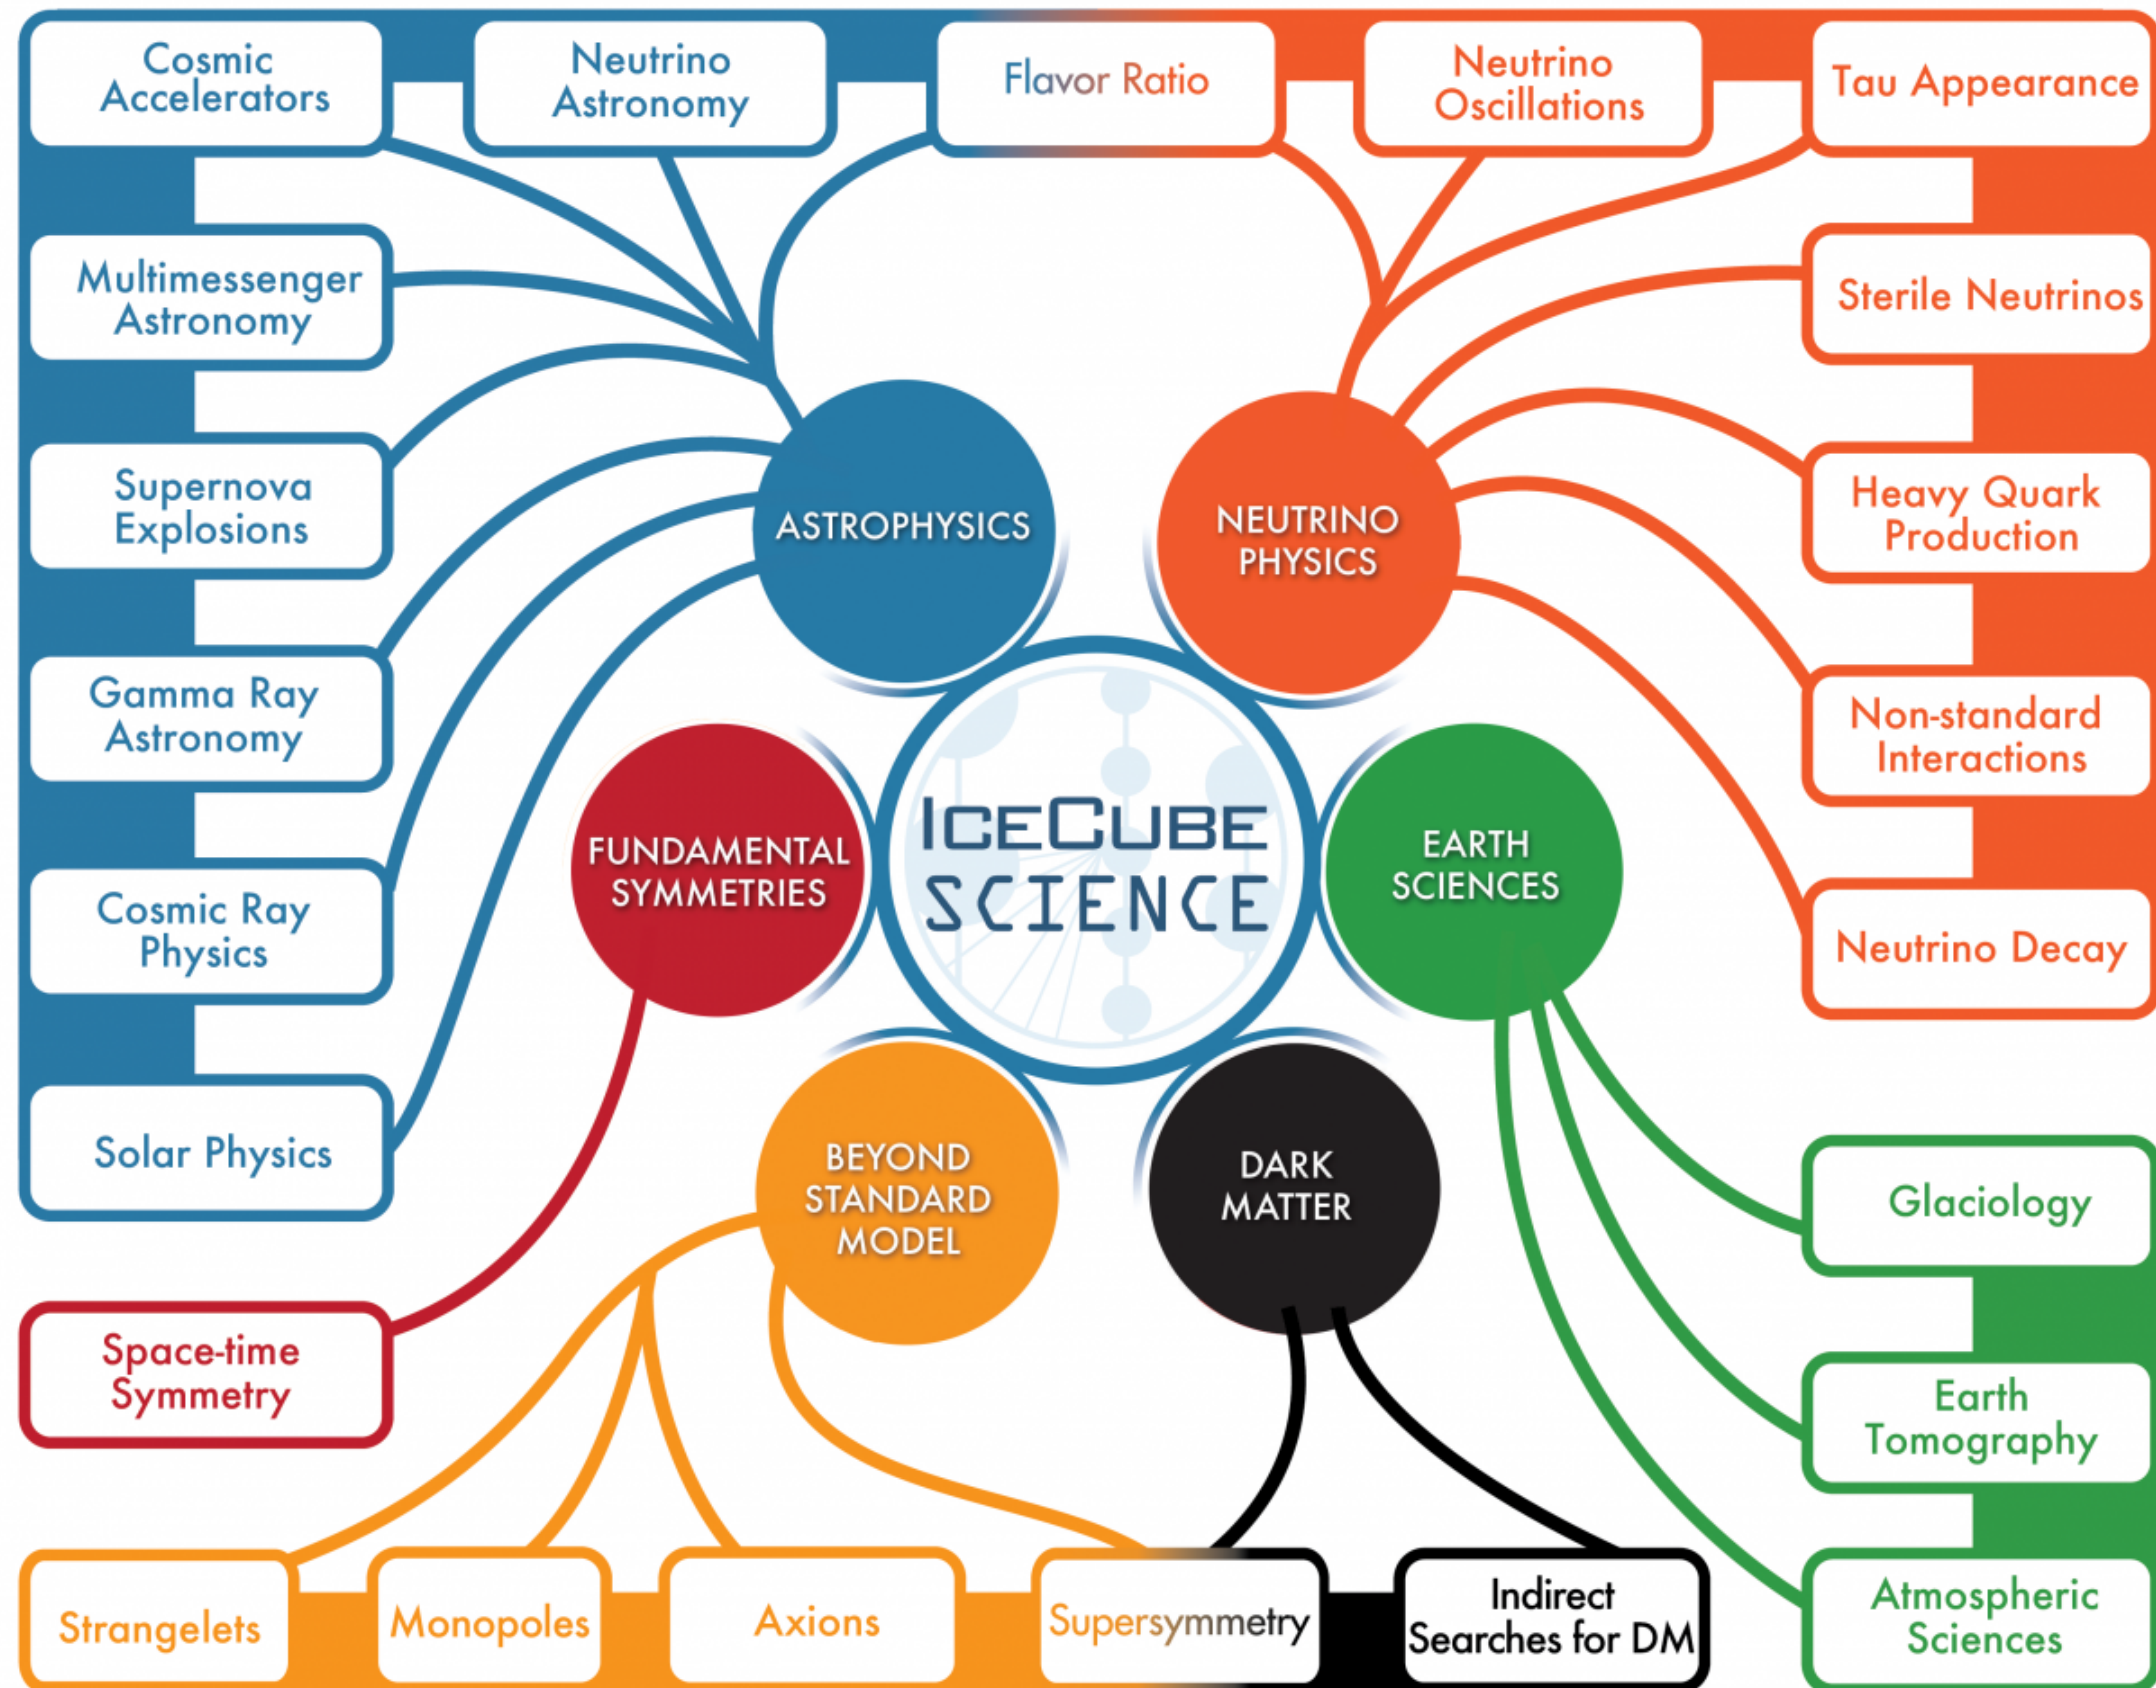 Cosmic
Accelerators
Neutrino
Astronomy
Flavor Ratio
Neutrino
Oscillations
Tau Appearance
Multimessenger
Astronomy
Sterile Neutrinos
Supernova
Explosions
Heavy Quark
Production
ASTROPHYSICS
NEUTRINO
PHYSICS
Gamma Ray
Astronomy
Non-standard
Interactions
FUNDAMENTAL
SYMMETRIES
ICECUBE
SCIENCE
EARTH
SCIENCES
Cosmic Ray
Physics
Neutrino Decay
Solar Physics
BEYOND
STANDARD
MODEL
DARK
MATTER
Glaciology
Space-time
Symmetry
Earth
Tomography
Strangelets
Monopoles
Axions
Supersymmetry
Indirect
Searches for DM
Atmospheric
Sciences